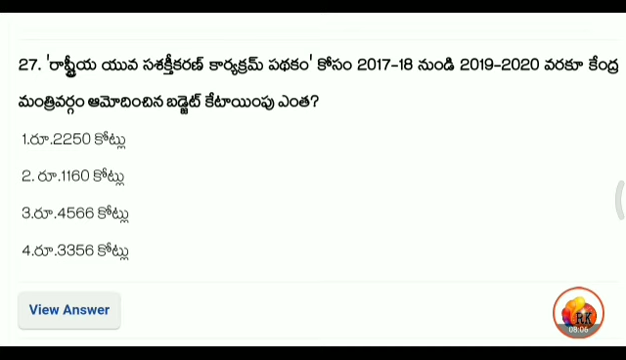 27. 'రాష్ట్రీయ యువ సశక్తీకరణ్ కార్యక్రమ్ పథకం' కోసం 2017-18 నుండి 2019-2020 వరకూ కేంద్ర
మంత్రివర్గం ఆమోదించిన బడ్జెట్ కేటాయింపు ఎంత?
1.రూ.2250 కోట్లు
2. రూ.1160 కోట్లు
3.రూ.4566 కోట్లు
4.రూ.3356 కోట్లు
View Answer
RK
08:06